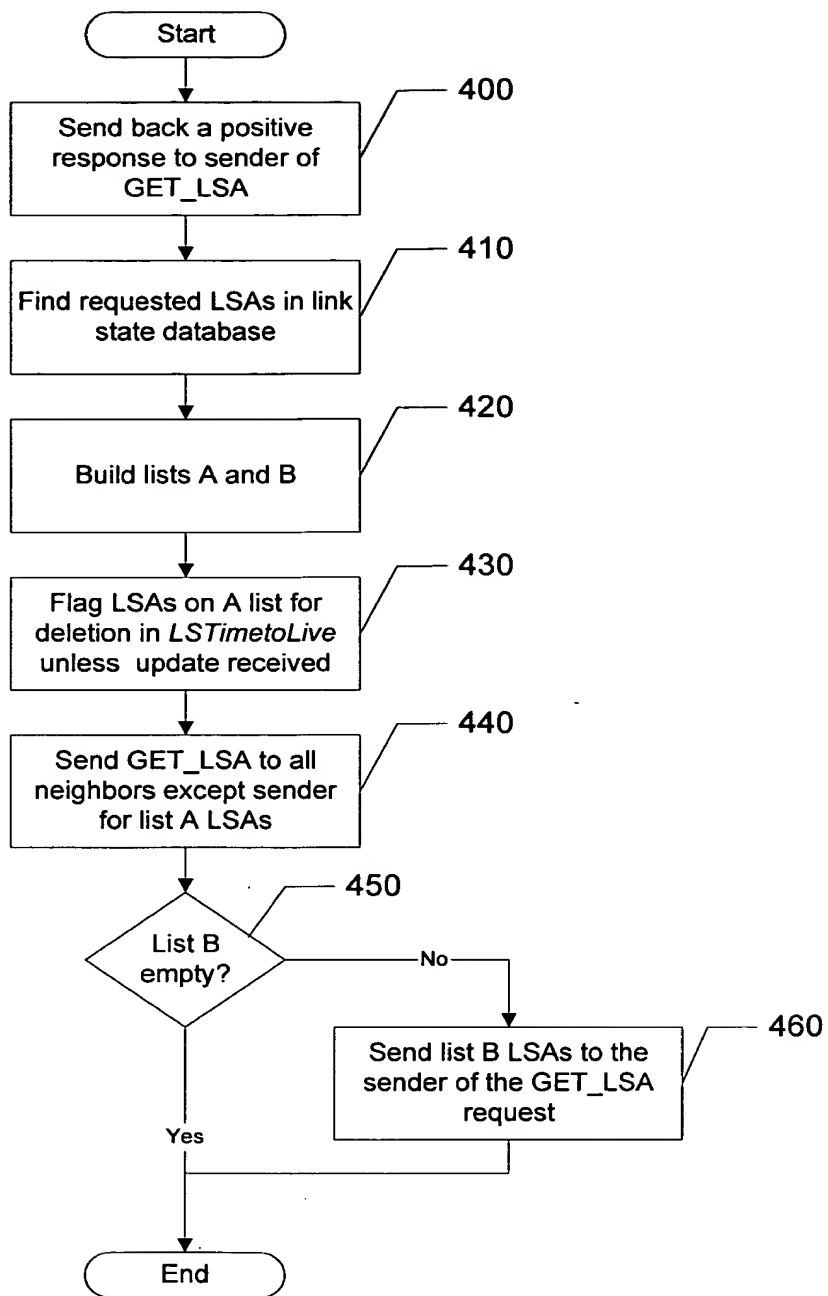 Start
400
Send back a positive
response to sender of
GET_LSA
410
Find requested LSAs in link
state database
420
Build lists A and B
430
Flag LSAs on A list for
deletion in LSTimetoLive
unless update received
440
Send GET_LSA to all
neighbors except sender
for list A LSAs
450
List B
empty?
No
460
Send list B LSAs to the
sender of the GET_LSA
request
Yes
End